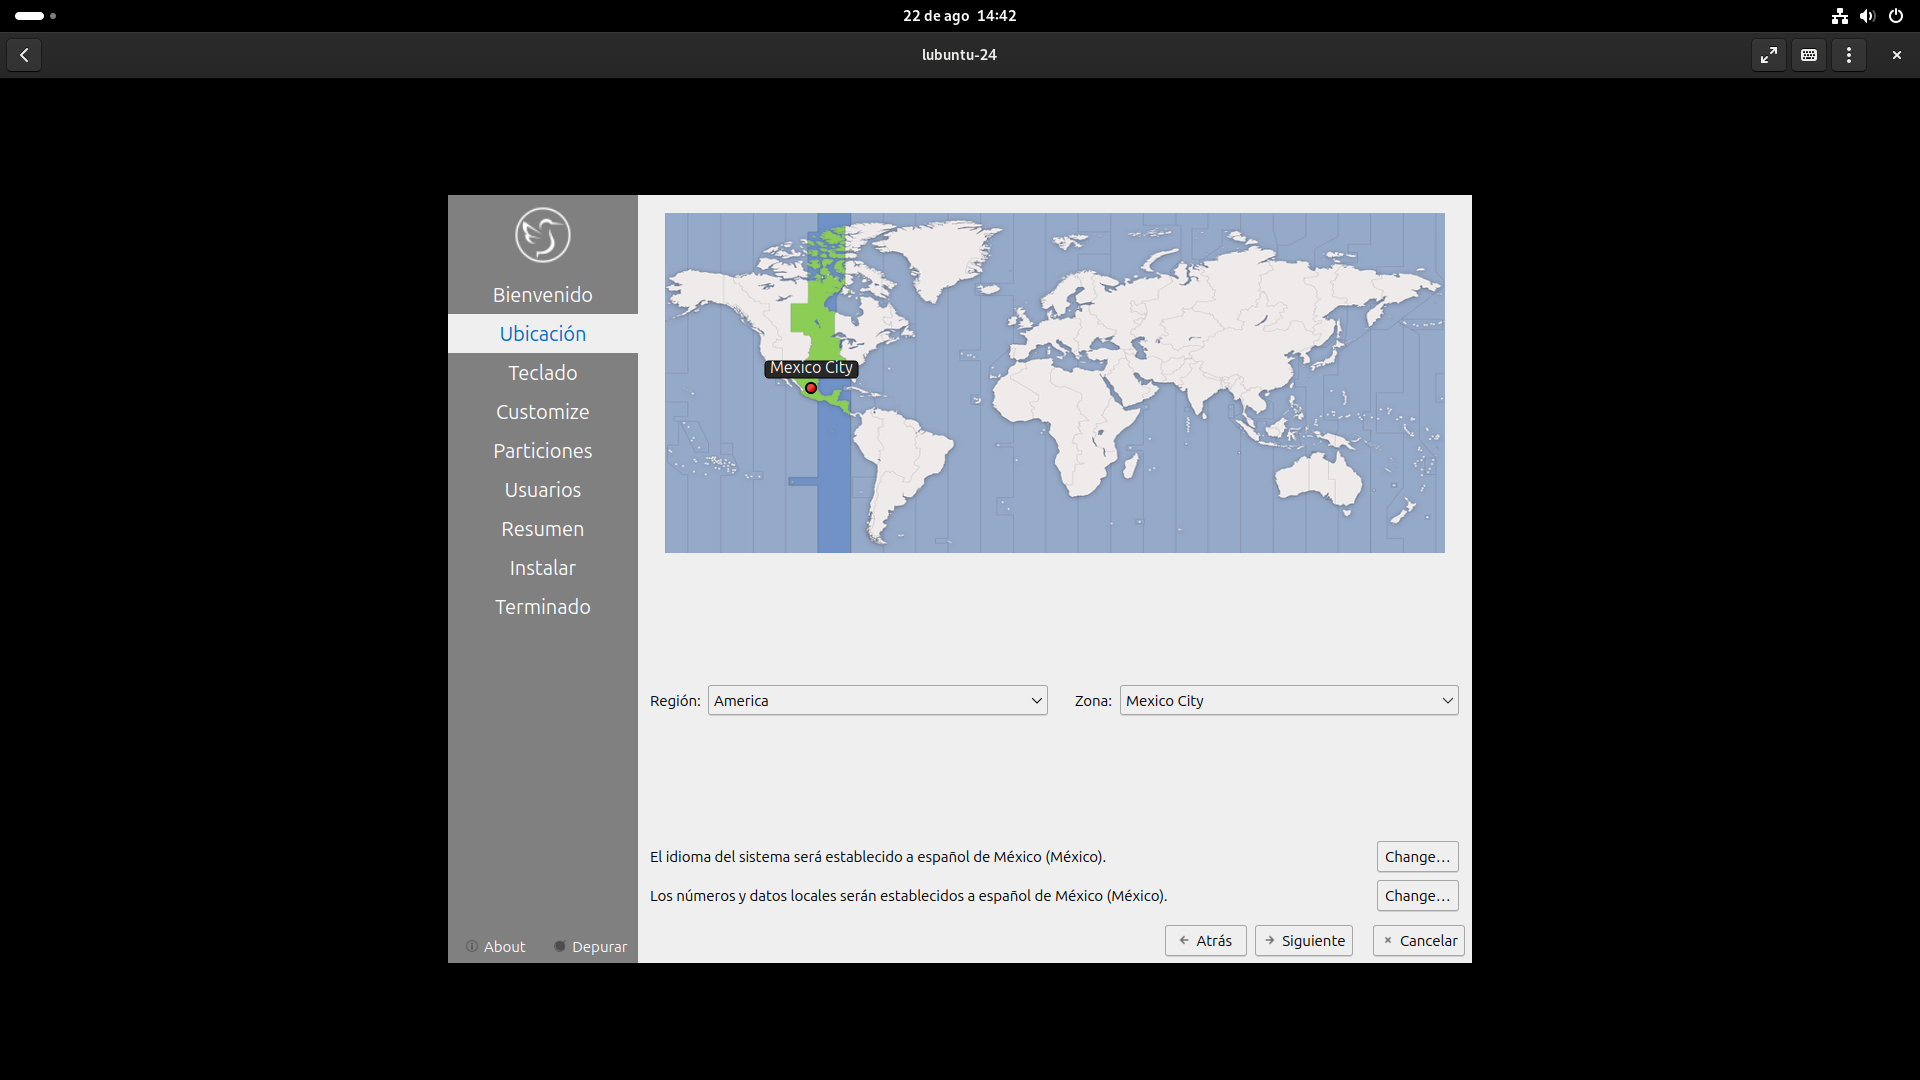 22 de ago 14:42
lubuntu-24
Bienvenido
Ubicación
Teclado
Customize
Particiones
Usuarios
Resumen
Instalar
Terminado
About Depurar
Mexico City
Región: America Zona: Mexico City
El idioma del sistema será establecido a español de México (México). Change...
Los números y datos locales serán establecidos a español de México (México). Change...
Atrás Siguiente Cancelar